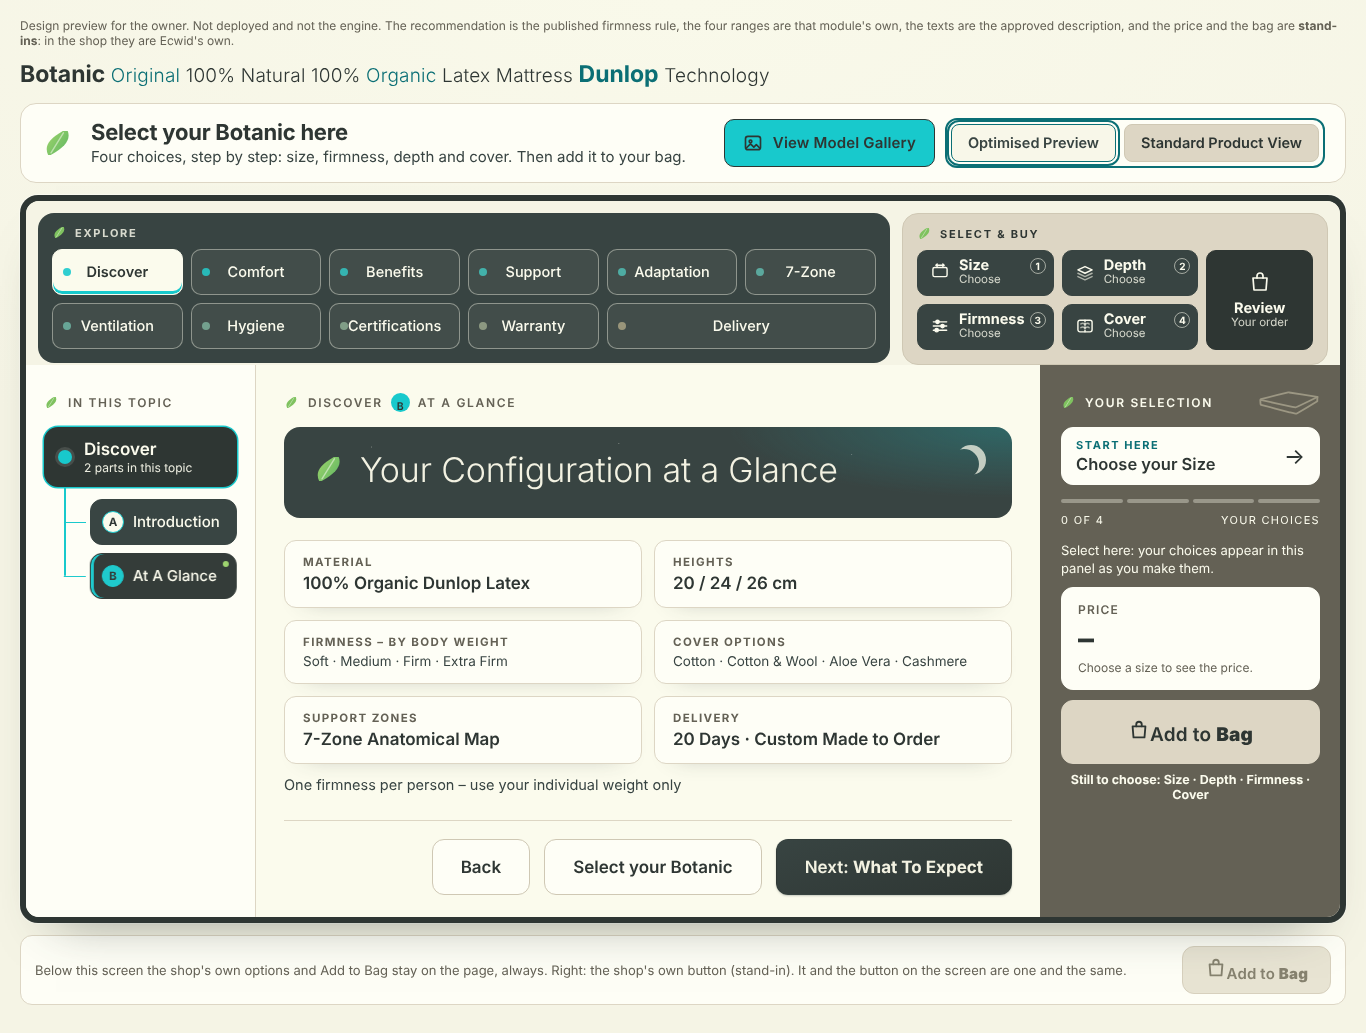 Design preview for the owner. Not deployed and not the engine. The recommendation is the published firmness rule, the four ranges are that module's own, the texts are the approved description, and the price and the bag are stand-
ins: in the shop they are Ecwid's own.
Botanic Original 100% Natural 100% Organic Latex Mattress Dunlop Technology
Select your Botanic here
Four choices, step by step: size, firmness, depth and cover. Then add it to your bag.
View Model Gallery
Optimised Preview
Standard Product View
EXPLORE
Discover
Comfort
Benefits
Support
Adaptation
7-Zone
Ventilation
Hygiene
Certifications
Warranty
Delivery
SELECT & BUY
Size
Choose
1
Depth
Choose
2
Firmness
Choose
3
Cover
Choose
4
Review
Your order
IN THIS TOPIC
Discover
2 parts in this topic
A Introduction
B At A Glance
DISCOVER B AT A GLANCE
Your Configuration at a Glance
MATERIAL
100% Organic Dunlop Latex
HEIGHTS
20 / 24 / 26 cm
FIRMNESS – BY BODY WEIGHT
Soft · Medium · Firm · Extra Firm
COVER OPTIONS
Cotton · Cotton & Wool · Aloe Vera · Cashmere
SUPPORT ZONES
7-Zone Anatomical Map
DELIVERY
20 Days · Custom Made to Order
One firmness per person – use your individual weight only
Back
Select your Botanic
Next: What To Expect
YOUR SELECTION
START HERE
Choose your Size
0 OF 4
YOUR CHOICES
Select here: your choices appear in this
panel as you make them.
PRICE
–
Choose a size to see the price.
Add to Bag
Still to choose: Size · Depth · Firmness ·
Cover
Below this screen the shop's own options and Add to Bag stay on the page, always. Right: the shop's own button (stand-in). It and the button on the screen are one and the same.
Add to Bag